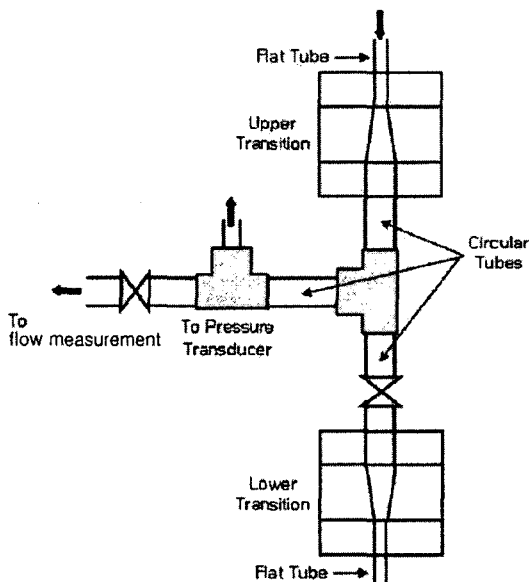 Flat Tube
Upper
Transition
Circular
Tubes
To
flow measurement
To Pressure
Transducer
Lower
Transition
Flat Tube